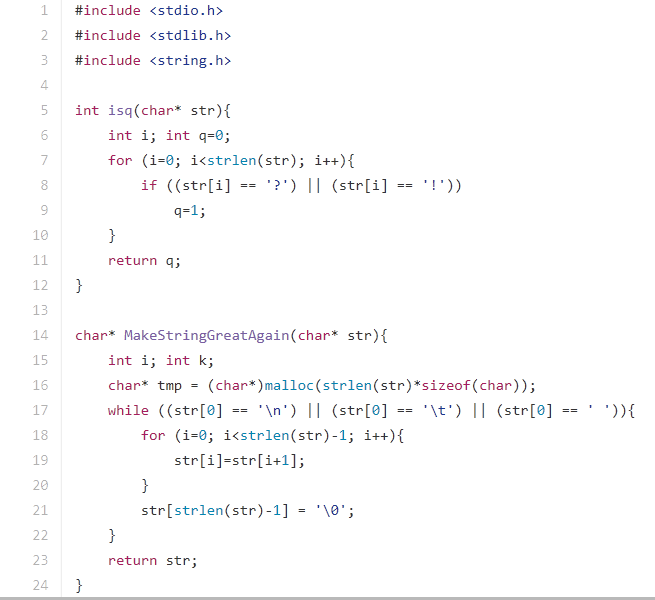 1 #include <stdio.h>
2 #include <stdlib.h>
3 #include <string.h>
4
5 int isq(char* str){
6     int i; int q=0;
7     for (i=0; i<strlen(str); i++){
8         if ((str[i] == '?') || (str[i] == '!'))
9             q=1;
10     }
11     return q;
12 }
13
14 char* MakeStringGreatAgain(char* str){
15     int i; int k;
16     char* tmp = (char*)malloc(strlen(str)*sizeof(char));
17     while ((str[0] == '\n') || (str[0] == '\t') || (str[0] == ' ')){
18         for (i=0; i<strlen(str)-1; i++){
19             str[i]=str[i+1];
20         }
21         str[strlen(str)-1] = '\0';
22     }
23     return str;
24 }